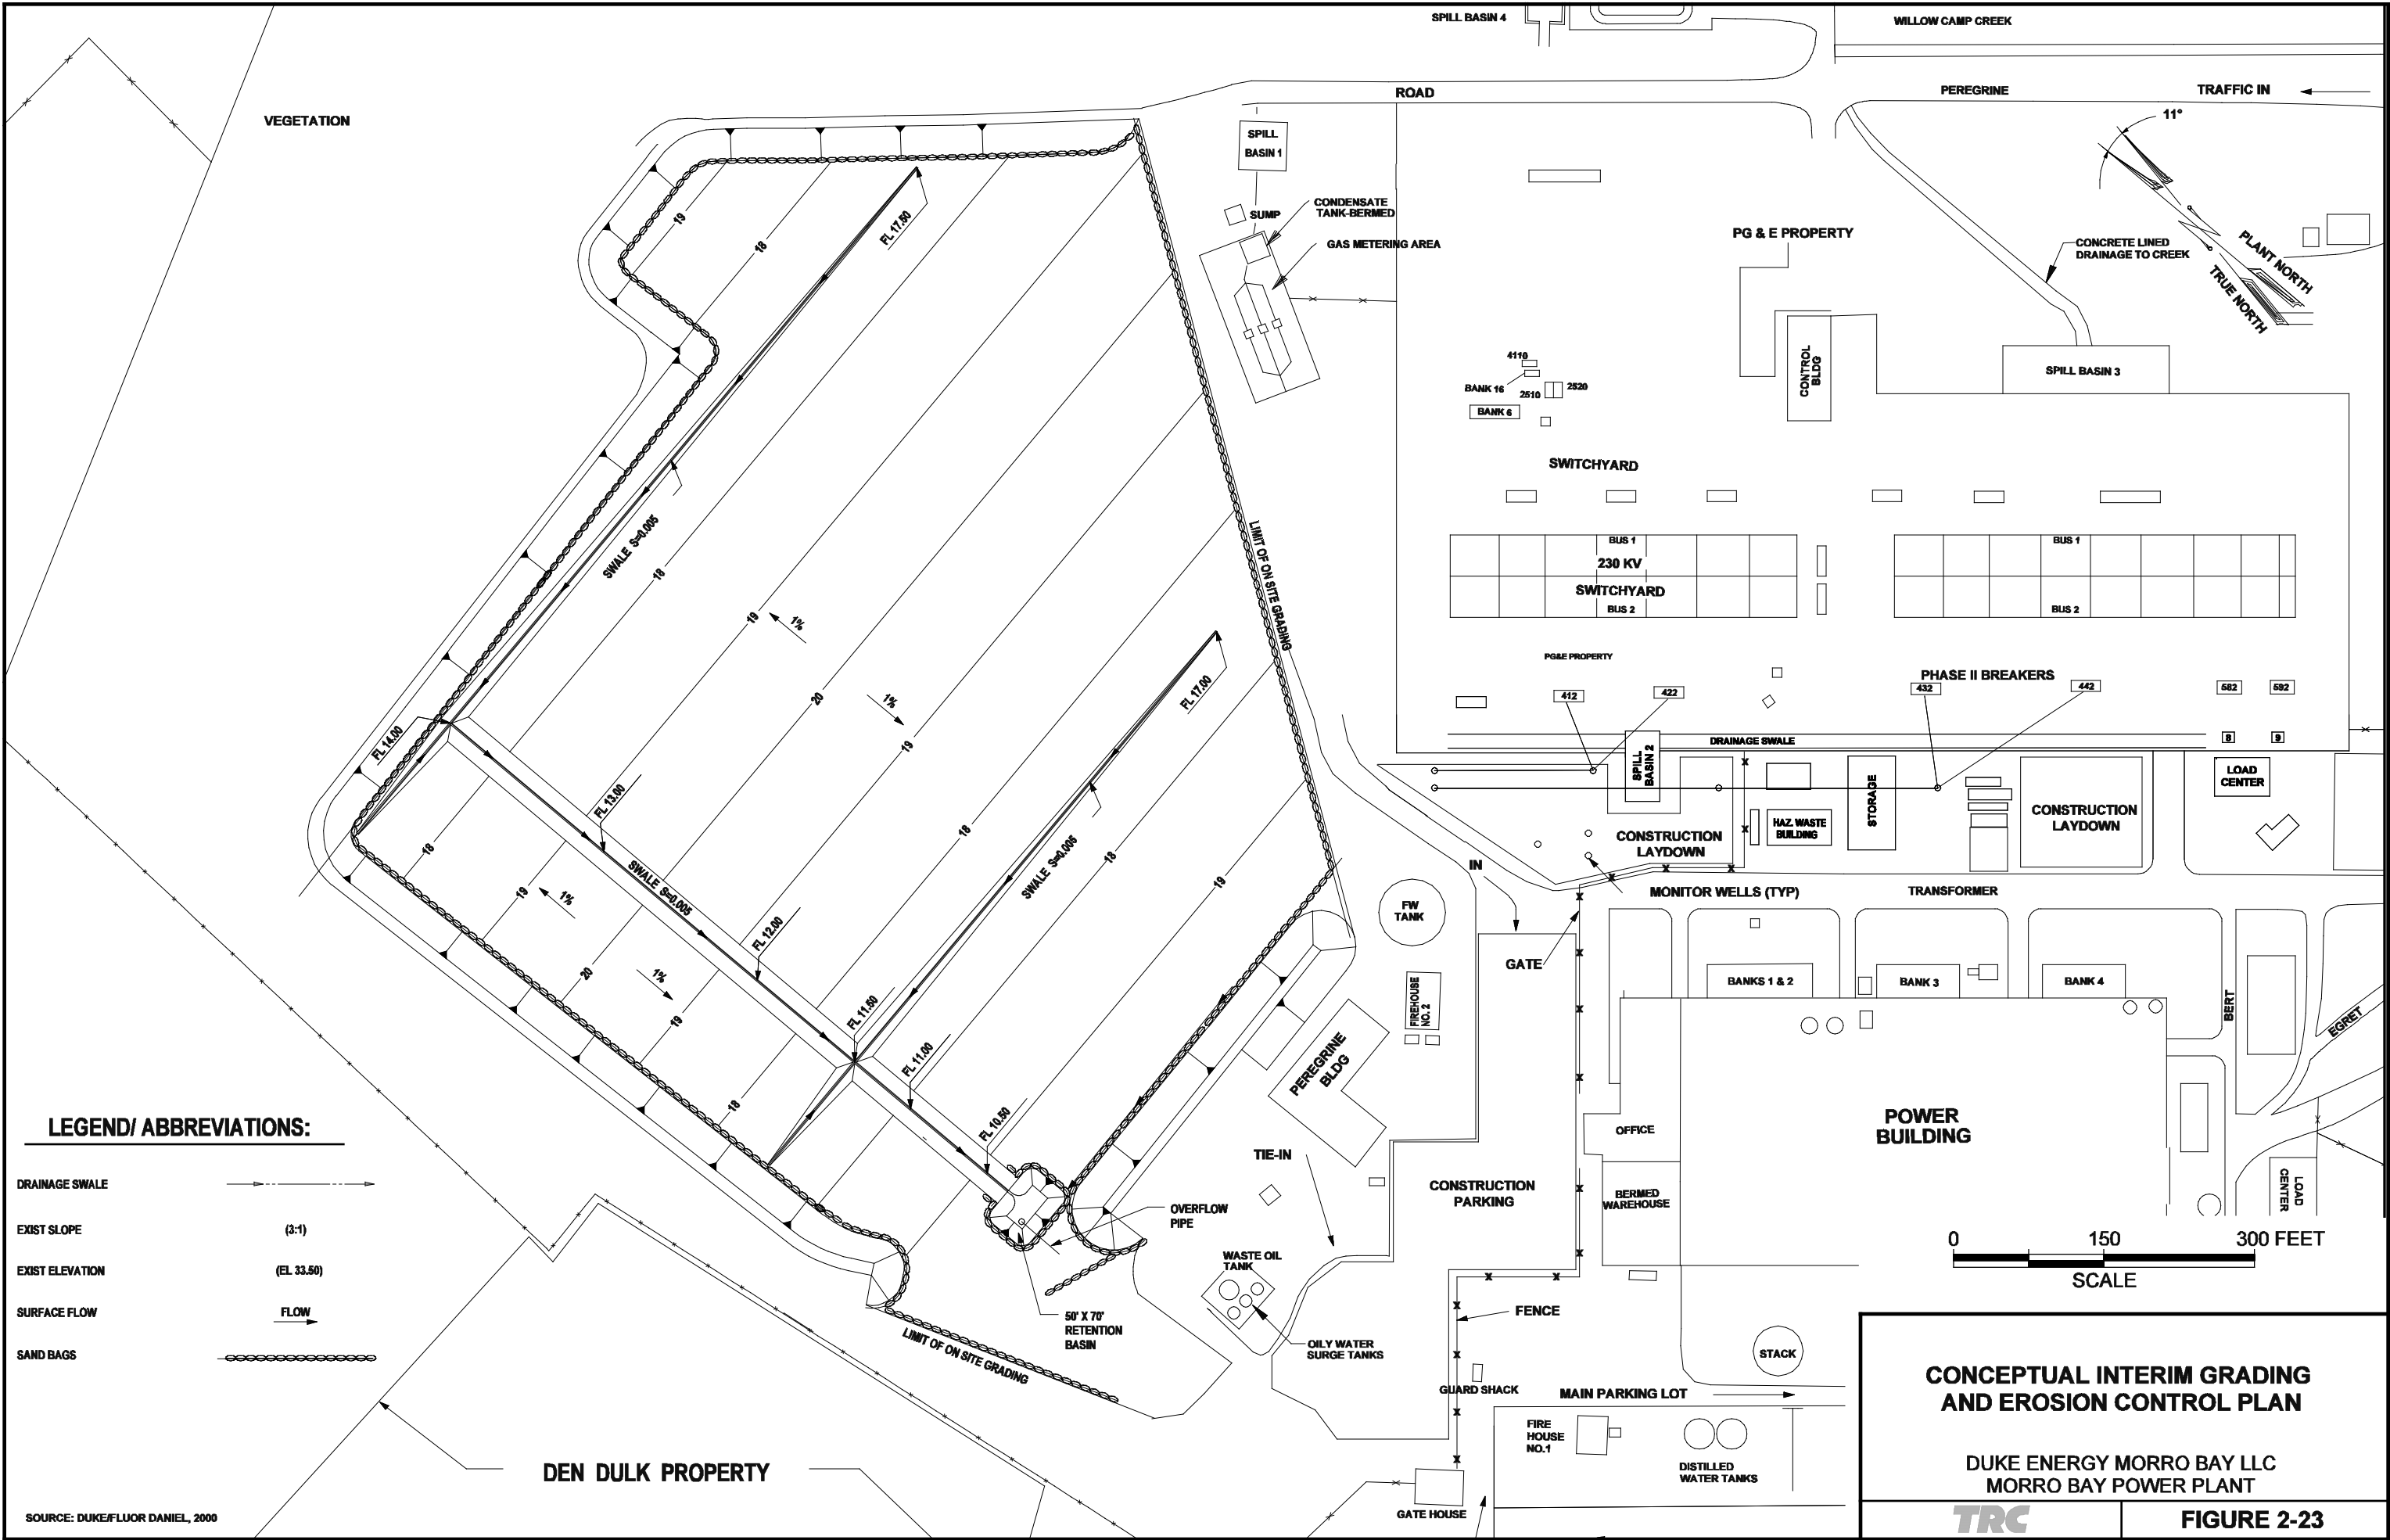 SPILL BASIN 4
WILLOW CAMP CREEK
ROAD
PEREGRINE
TRAFFIC IN
VEGETATION
11°
SPILL
BASIN 1
SUMP
CONDENSATE
TANK-BERMED
GAS METERING AREA
PG & E PROPERTY
CONCRETE LINED
DRAINAGE TO CREEK
PLANT NORTH
TRUE NORTH
19
18
FL 17.50
4110
BANK 16
2510
2520
BANK 6
CONTROL
BLDG
SPILL BASIN 3
SWITCHYARD
SWALE S=0.005
18
19
1%
20
1%
19
18
LIMIT OF ON SITE GRADING
BUS 1
230 KV
SWITCHYARD
BUS 2
BUS 1
BUS 2
PG&E PROPERTY
PHASE II BREAKERS
412
422
432
442
582
592
8
9
FL 17.00
FL 14.00
FL 13.00
SWALE S=0.005
FL 12.00
SWALE S=0.005
18
19
FL 11.50
FL 11.00
FL 10.50
18
19
1%
20
1%
19
18
DRAINAGE SWALE
SPILL
BASIN 2
HAZ. WASTE
BUILDING
STORAGE
CONSTRUCTION
LAYDOWN
CONSTRUCTION
LAYDOWN
LOAD
CENTER
IN
MONITOR WELLS (TYP)
TRANSFORMER
FW
TANK
GATE
BANKS 1 & 2
BANK 3
BANK 4
FIREHOUSE
NO. 2
PEREGRINE
BLDG
BERT
EGRET
POWER
BUILDING
OFFICE
BERMED
WAREHOUSE
LOAD
CENTER
TIE-IN
CONSTRUCTION
PARKING
OVERFLOW
PIPE
WASTE OIL
TANK
50' X 70'
RETENTION
BASIN
OILY WATER
SURGE TANKS
FENCE
LIMIT OF ON SITE GRADING
GUARD SHACK
MAIN PARKING LOT
STACK
FIRE
HOUSE
NO.1
DISTILLED
WATER TANKS
GATE HOUSE
DEN DULK PROPERTY
LEGEND/ ABBREVIATIONS:
DRAINAGE SWALE
EXIST SLOPE (3:1)
EXIST ELEVATION (EL 33.50)
SURFACE FLOW FLOW
SAND BAGS
SOURCE: DUKE/FLUOR DANIEL, 2000
0 150 300 FEET
SCALE
CONCEPTUAL INTERIM GRADING
AND EROSION CONTROL PLAN
DUKE ENERGY MORRO BAY LLC
MORRO BAY POWER PLANT
TRC
FIGURE 2-23